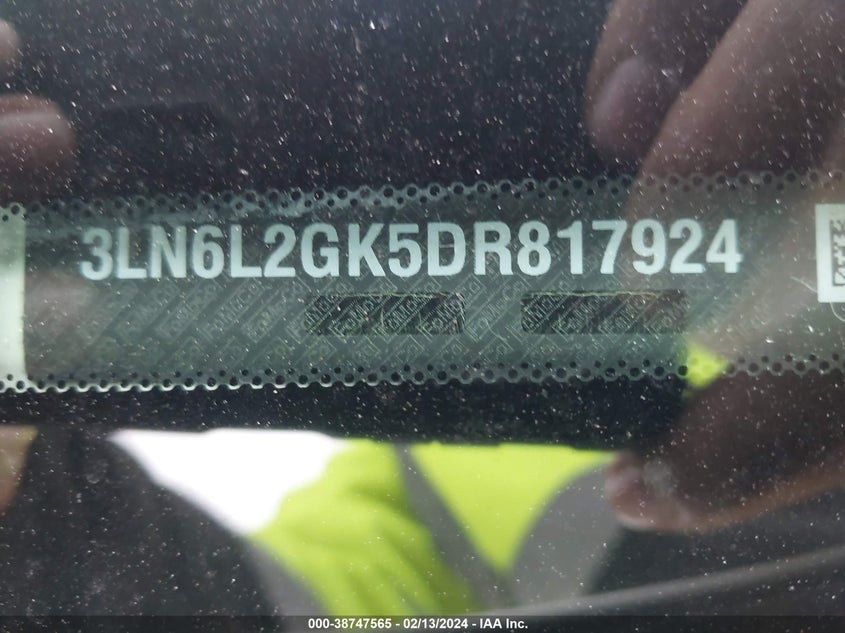 3LN6L2GK5DR817924
000-38747565 - 02/13/2024 - IAA Inc.